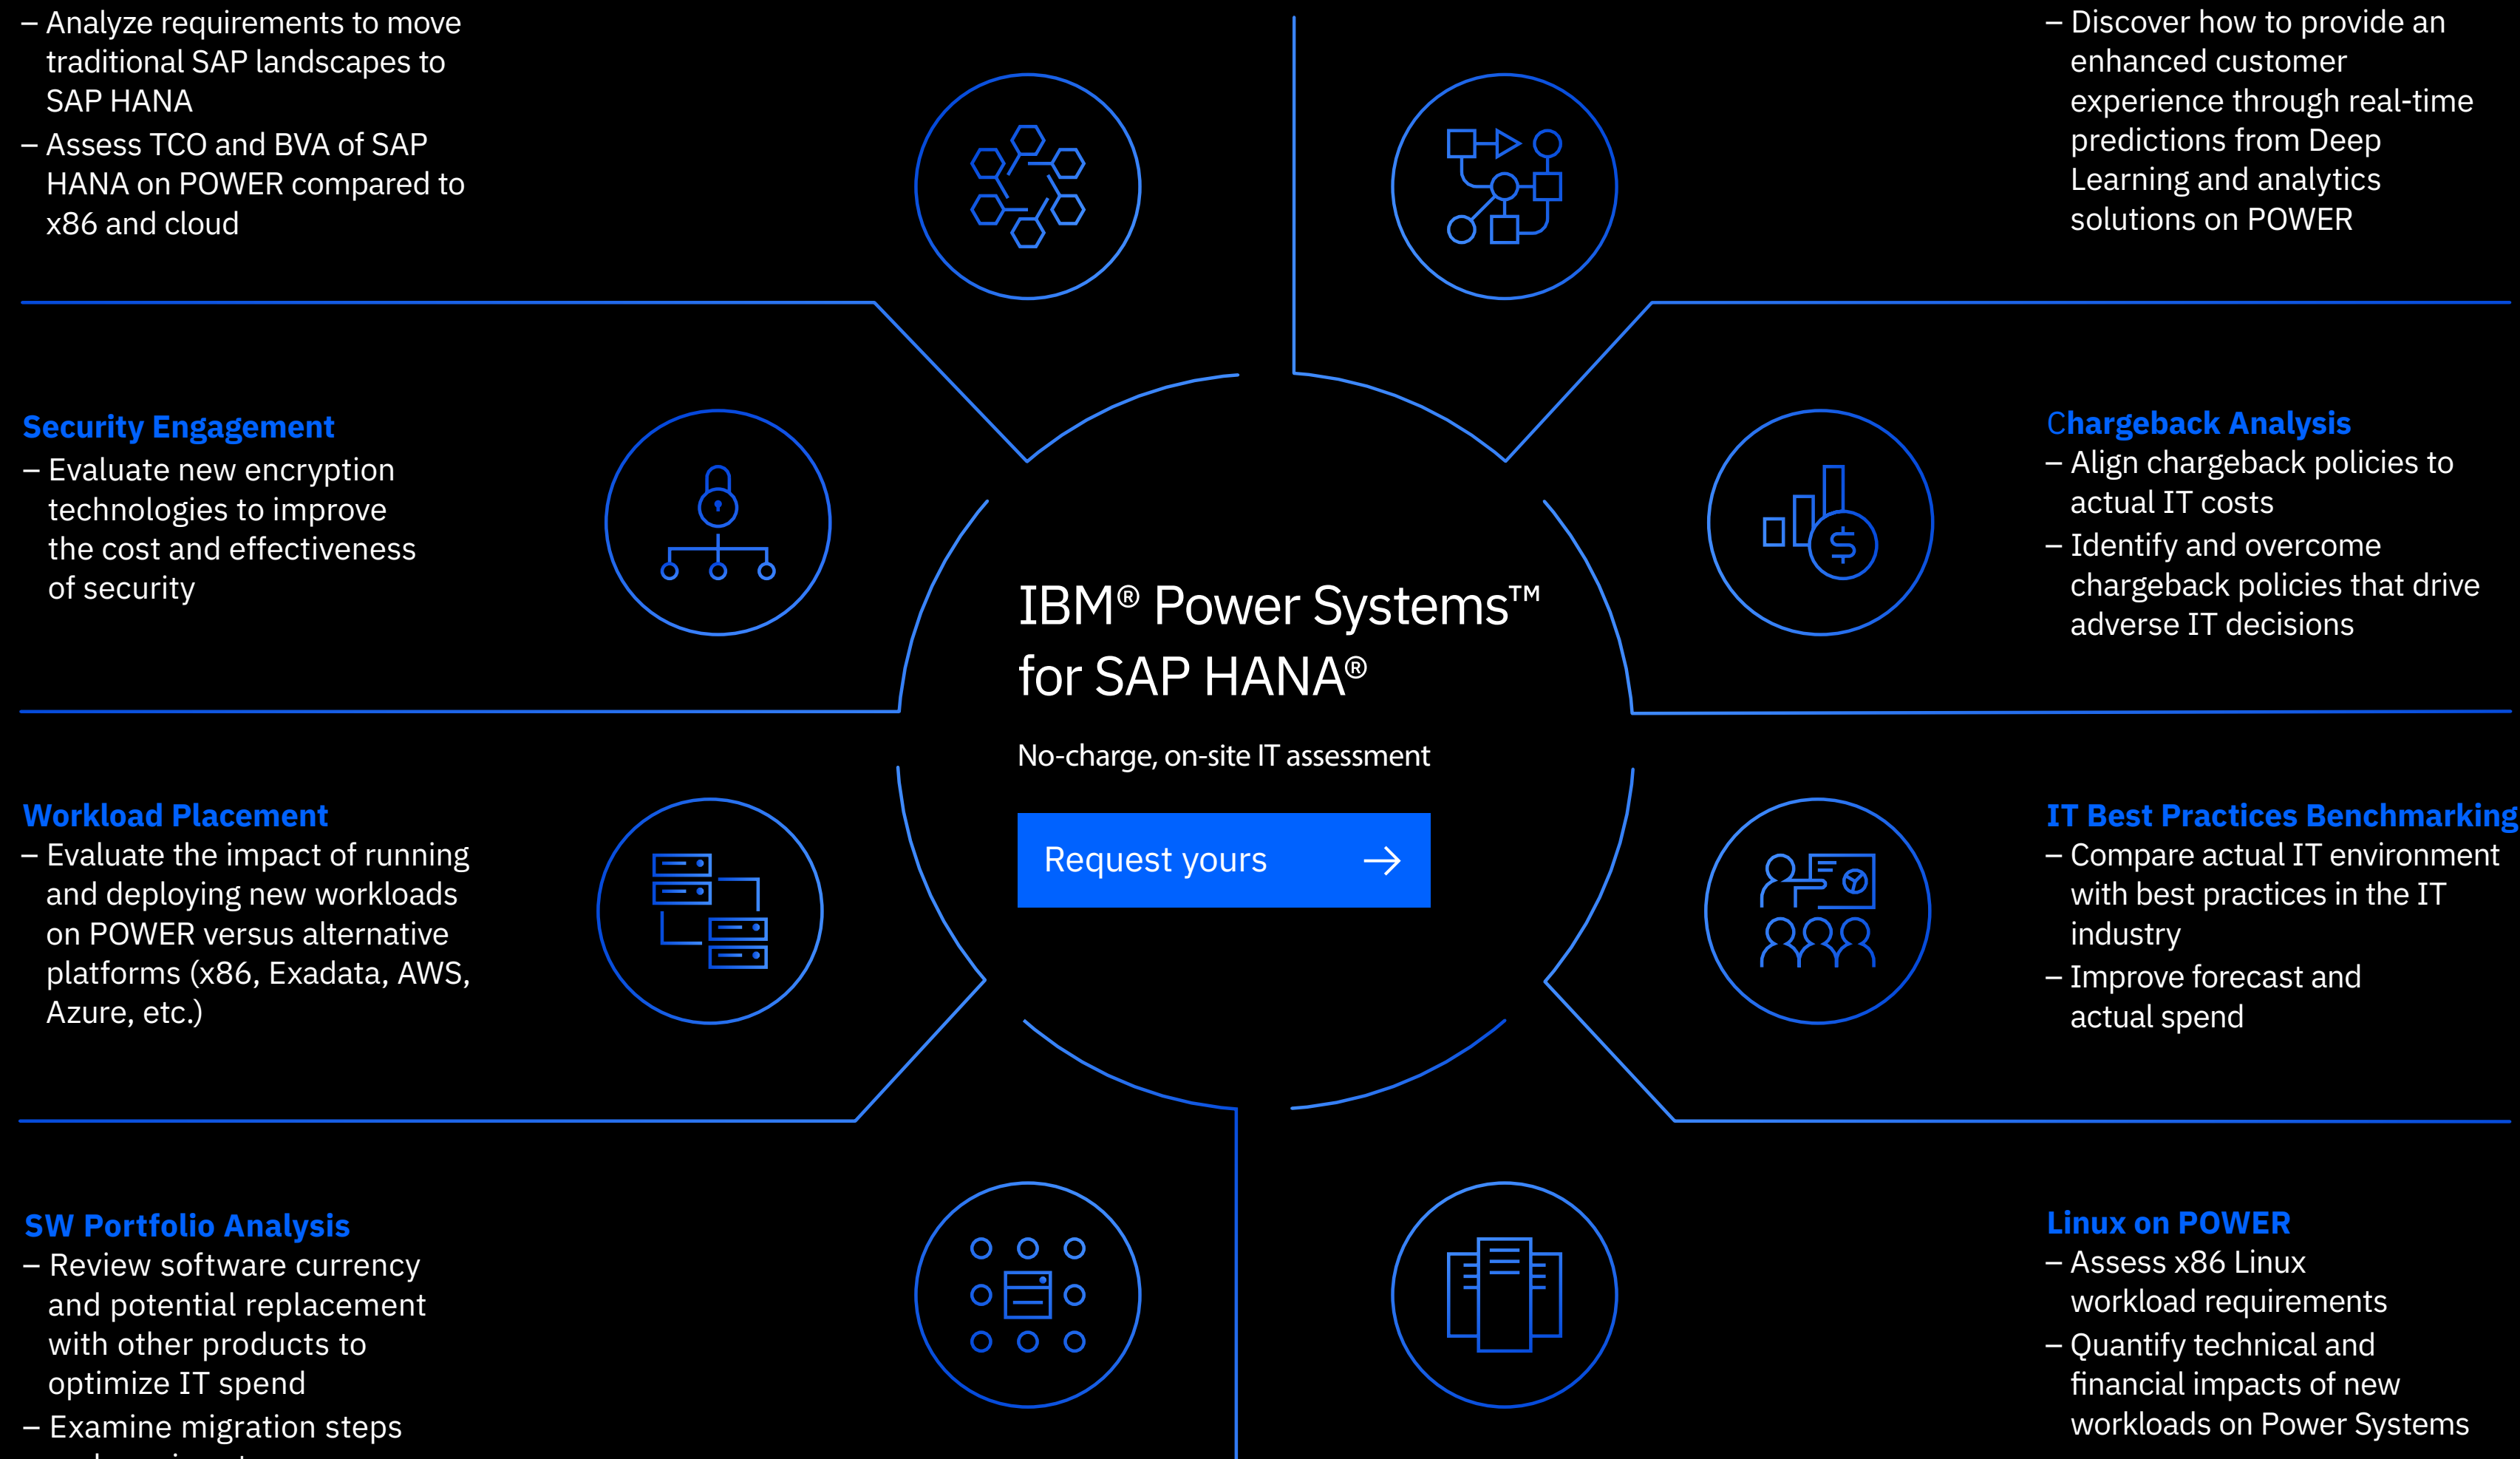 – Analyze requirements to move
traditional SAP landscapes to
SAP HANA
– Assess TCO and BVA of SAP
HANA on POWER compared to
x86 and cloud
– Discover how to provide an
enhanced customer
experience through real-time
predictions from Deep
Learning and analytics
solutions on POWER
Security Engagement
– Evaluate new encryption
technologies to improve
the cost and effectiveness
of security
Chargeback Analysis
– Align chargeback policies to
actual IT costs
– Identify and overcome
chargeback policies that drive
adverse IT decisions
IBM® Power Systems™
for SAP HANA®
No-charge, on-site IT assessment
Request yours →
Workload Placement
– Evaluate the impact of running
and deploying new workloads
on POWER versus alternative
platforms (x86, Exadata, AWS,
Azure, etc.)
IT Best Practices Benchmarking
– Compare actual IT environment
with best practices in the IT
industry
– Improve forecast and
actual spend
SW Portfolio Analysis
– Review software currency
and potential replacement
with other products to
optimize IT spend
– Examine migration steps
Linux on POWER
– Assess x86 Linux
workload requirements
– Quantify technical and
financial impacts of new
workloads on Power Systems